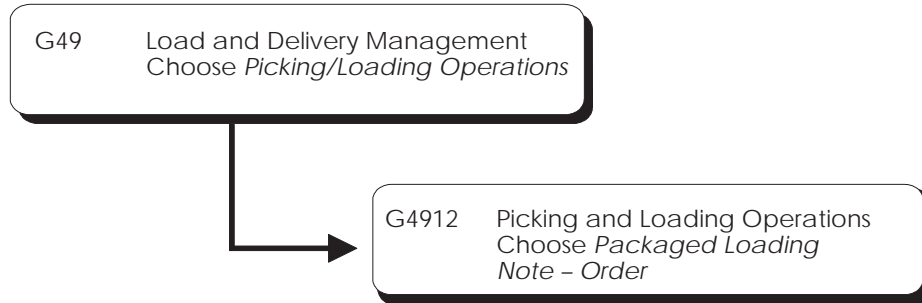 G49 Load and Delivery Management
Choose Picking/Loading Operations
G4912 Picking and Loading Operations
Choose Packaged Loading
Note – Order